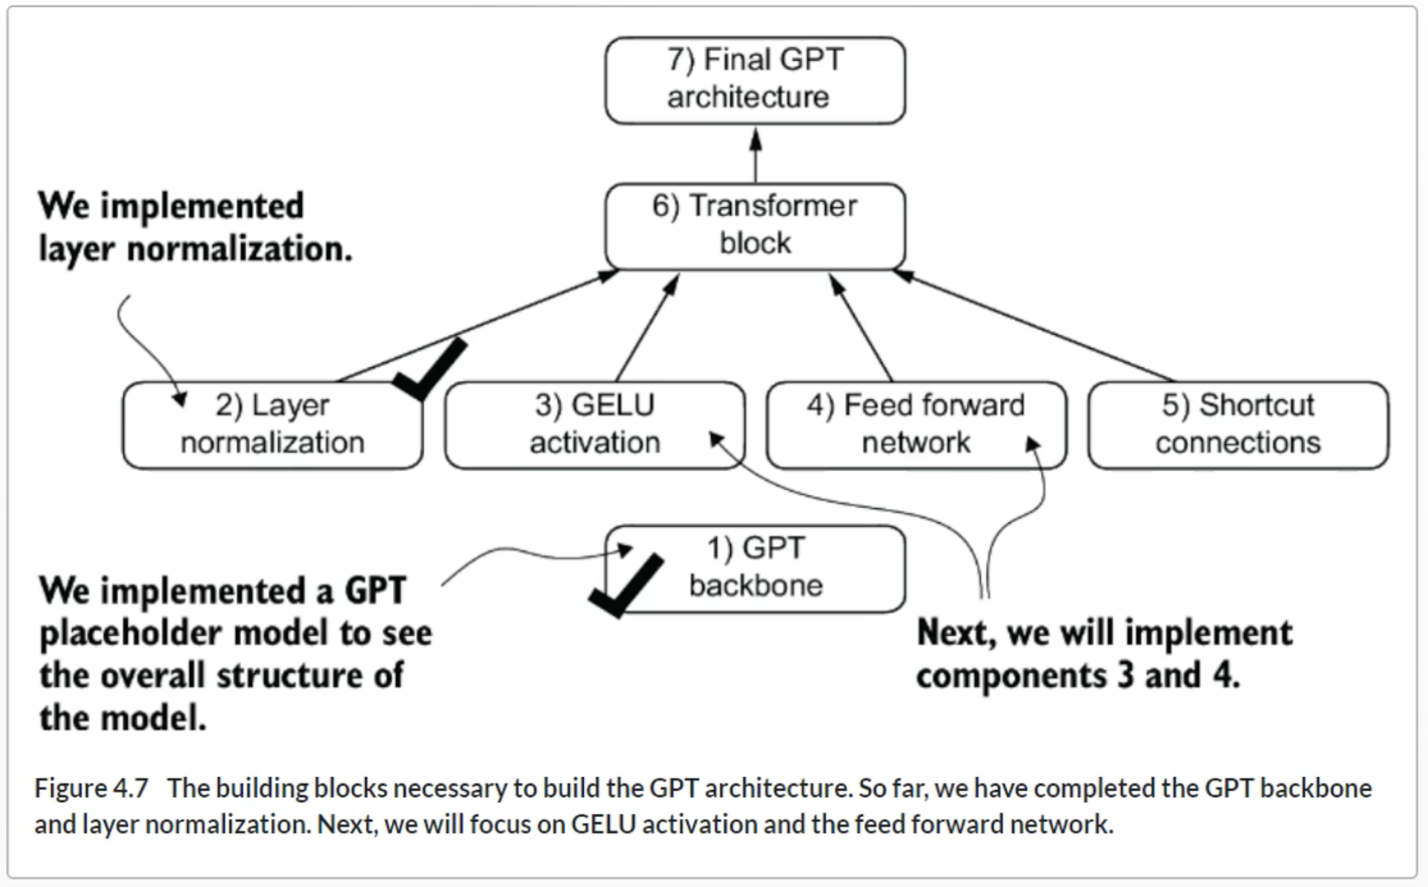 7) Final GPT
architecture
We implemented
layer normalization.
6) Transformer
block
2) Layer
normalization
3) GELU
activation
4) Feed forward
network
5) Shortcut
connections
1) GPT
backbone
We implemented a GPT
placeholder model to see
the overall structure of
the model.
Next, we will implement
components 3 and 4.
Figure 4.7 The building blocks necessary to build the GPT architecture. So far, we have completed the GPT backbone
and layer normalization. Next, we will focus on GELU activation and the feed forward network.